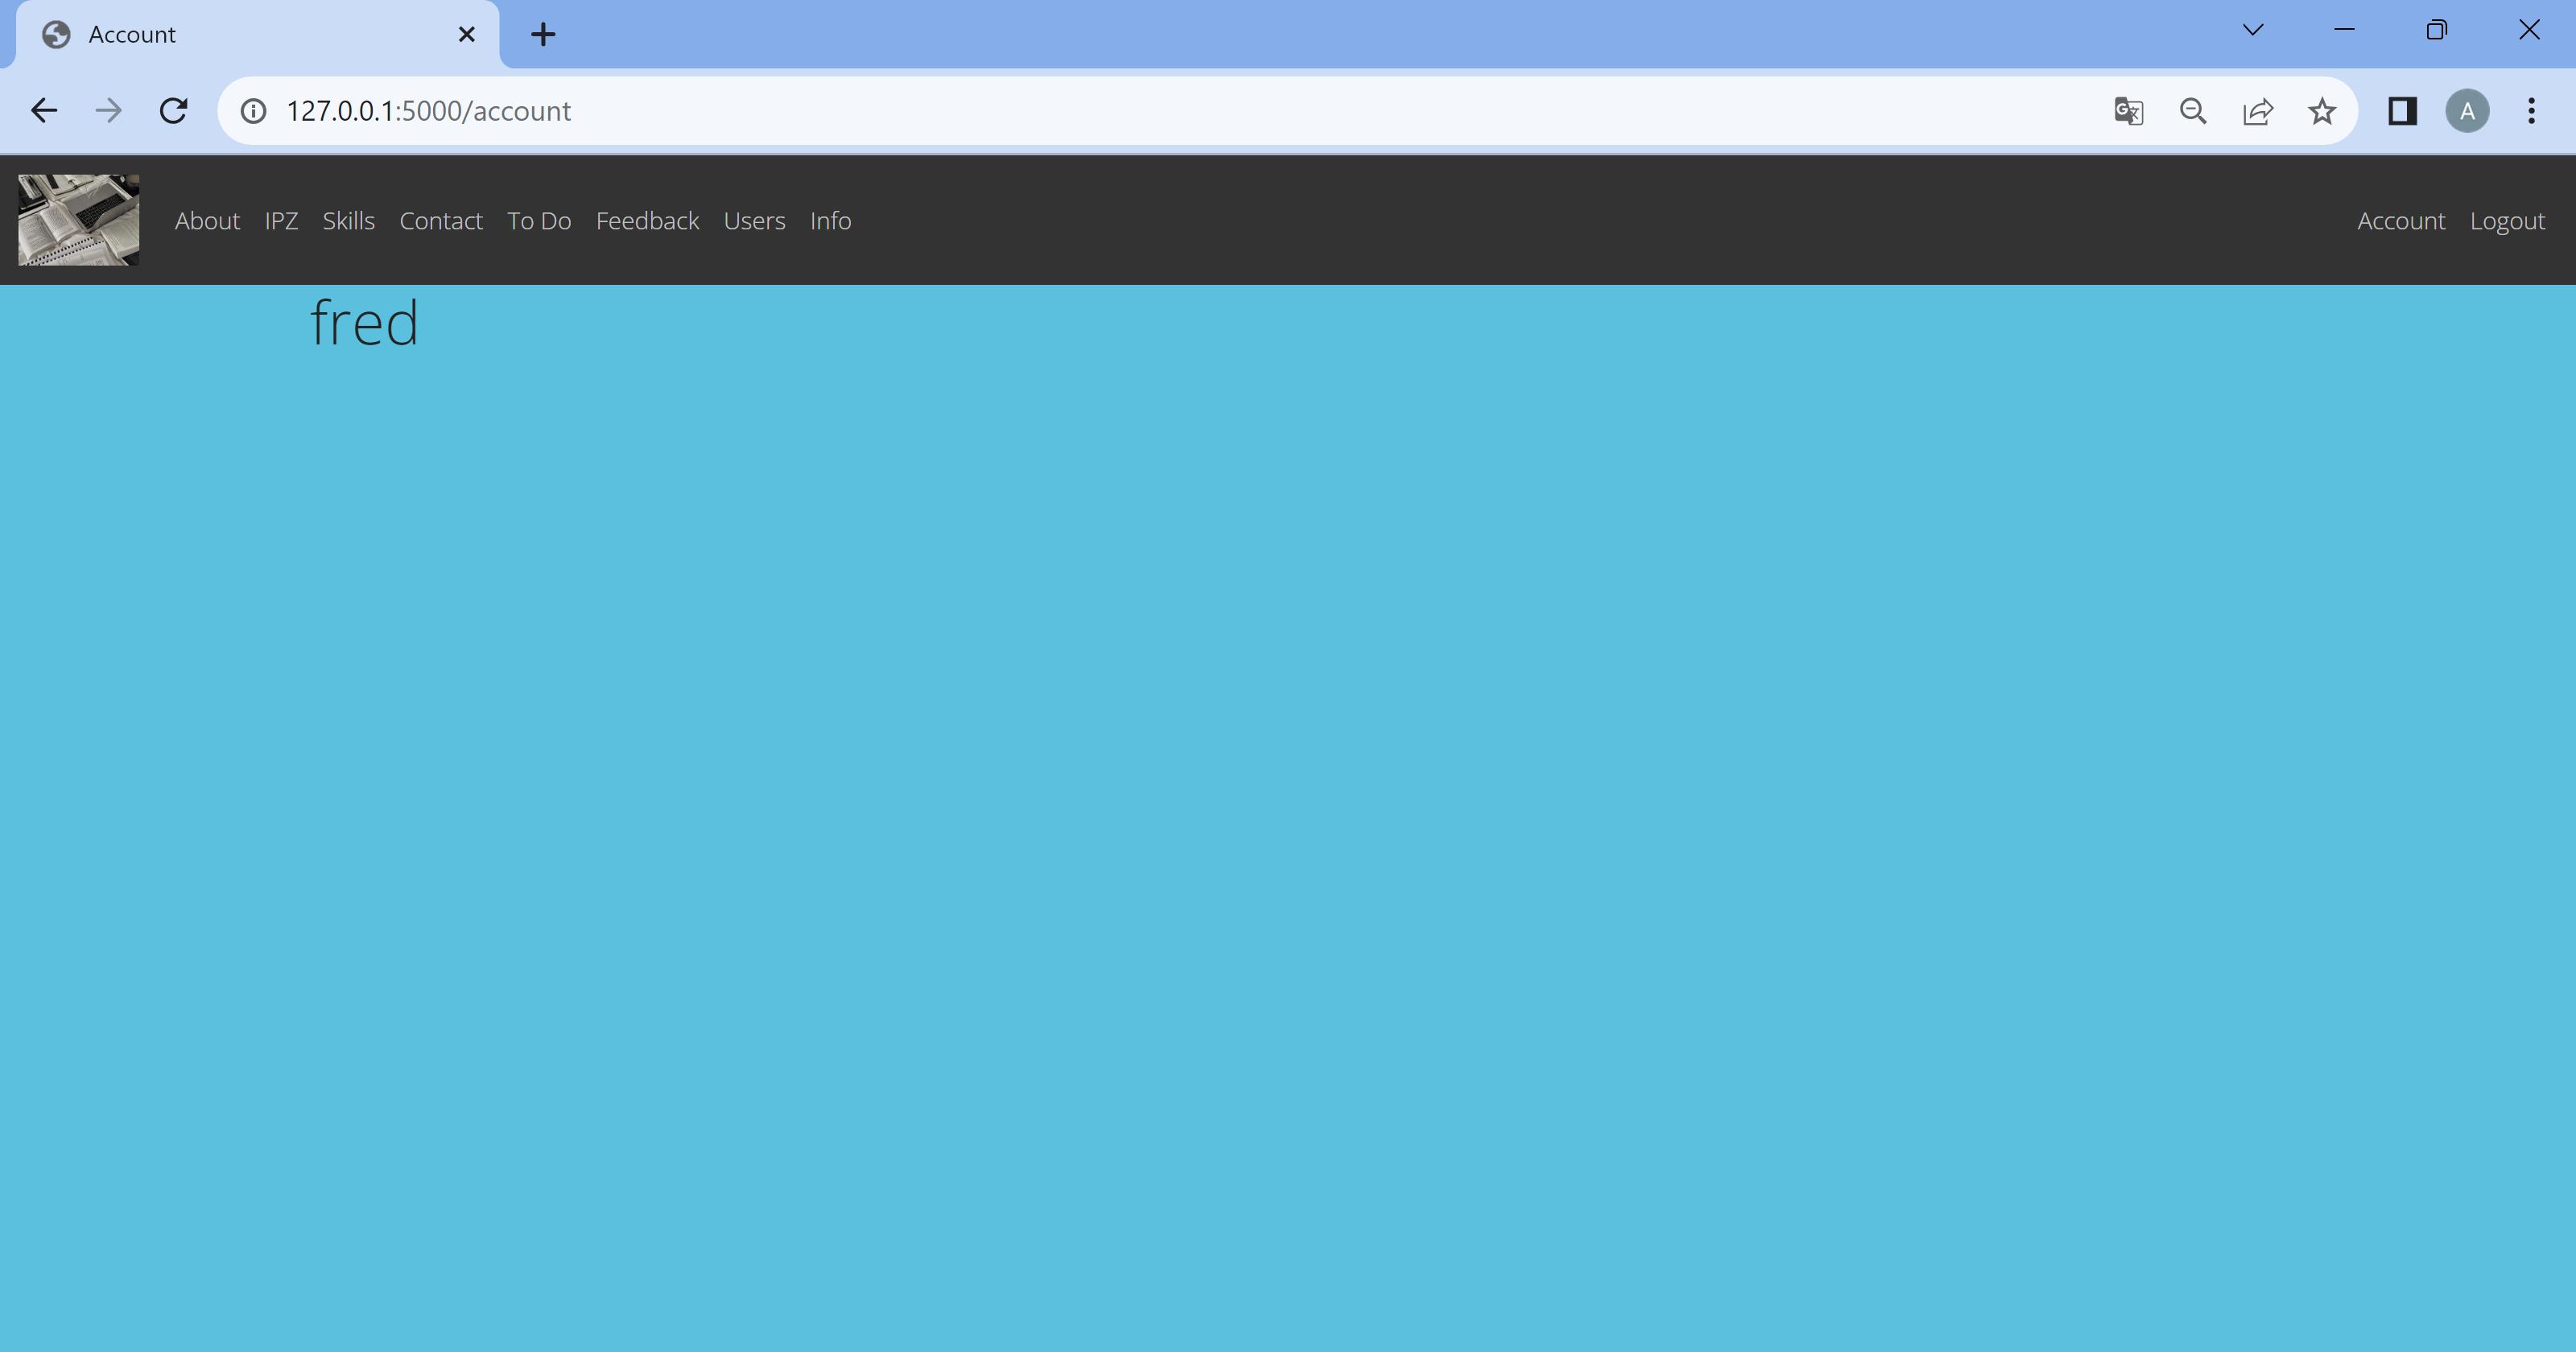 Account
127.0.0.1:5000/account
A
About IPZ Skills Contact To Do Feedback Users Info Account Logout
fred